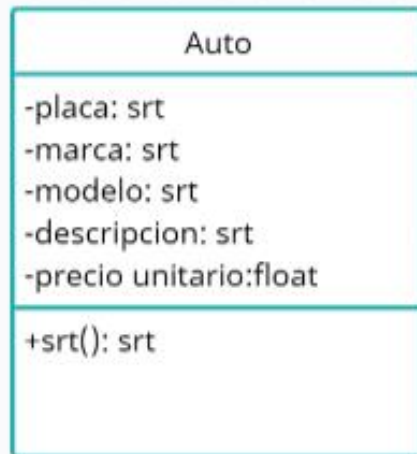 Auto
-placa: srt
-marca: srt
-modelo: srt
-descripcion: srt
-precio unitario:float
+srt(): srt